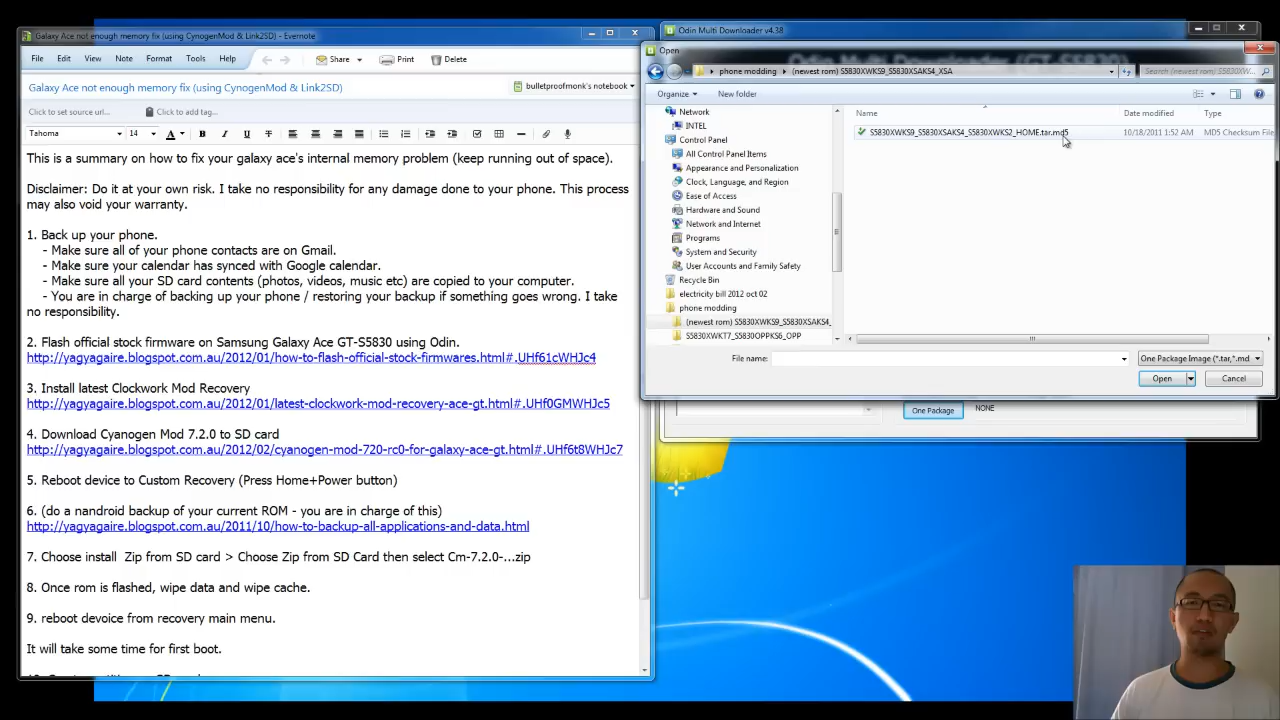 Galaxy Ace not enough memory fix (using CynogenMod & Link2SD) - Evernote
File Edit View Note Format Tools Help Share Print Delete
Galaxy Ace not enough memory fix (using CynogenMod & Link2SD)
bulletproofmonk's notebook
Click to set source url...
Click to add tag...
Tahoma 14 A B I U T
This is a summary on how to fix your galaxy ace's internal memory problem (keep running out of space).
Disclaimer: Do it at your own risk. I take no responsibility for any damage done to your phone. This process
may also void your warranty.
1. Back up your phone.
- Make sure all of your phone contacts are on Gmail.
- Make sure your calendar has synced with Google calendar.
- Make sure all your SD card contents (photos, videos, music etc) are copied to your computer.
- You are in charge of backing up your phone / restoring your backup if something goes wrong. I take
no responsibility.
2. Flash official stock firmware on Samsung Galaxy Ace GT-S5830 using Odin.
http://yagyagaire.blogspot.com.au/2012/01/how-to-flash-official-stock-firmwares.html#.UHf61cWHJc4
3. Install latest Clockwork Mod Recovery
http://yagyagaire.blogspot.com.au/2012/01/latest-clockwork-mod-recovery-ace-gt.html#.UHf0GMWHJc5
4. Download Cyanogen Mod 7.2.0 to SD card
http://yagyagaire.blogspot.com.au/2012/02/cyanogen-mod-720-rc0-for-galaxy-ace-gt.html#.UHf6t8WHJc7
5. Reboot device to Custom Recovery (Press Home+Power button)
6. (do a nandroid backup of your current ROM - you are in charge of this)
http://yagyagaire.blogspot.com.au/2011/10/how-to-backup-all-applications-and-data.html
7. Choose install Zip from SD card > Choose Zip from SD Card then select Cm-7.2.0-...zip
8. Once rom is flashed, wipe data and wipe cache.
9. reboot devoice from recovery main menu.
It will take some time for first boot.
Odin Multi Downloader v4.38
Open
phone modding (newest rom) S5830XWKS9_S5830XSAKS4_XSA
Search (newest rom) S5830XW...
Organize New folder
Name Date modified Type
S5830XWKS9_S5830XSAKS4_S5830XWKS2_HOME.tar.md5 10/18/2011 1:52 AM MD5 Checksum File
Network
INTEL
Control Panel
All Control Panel Items
Appearance and Personalization
Clock, Language, and Region
Ease of Access
Hardware and Sound
Network and Internet
Programs
System and Security
User Accounts and Family Safety
Recycle Bin
electricity bill 2012 oct 02
phone modding
(newest rom) S5830XWKS9_S5830XSAKS4_
S5830XWKT7_S5830OPPKS6_OPP
File name:
One Package Image (*.tar,*.md
Open Cancel
One Package NONE